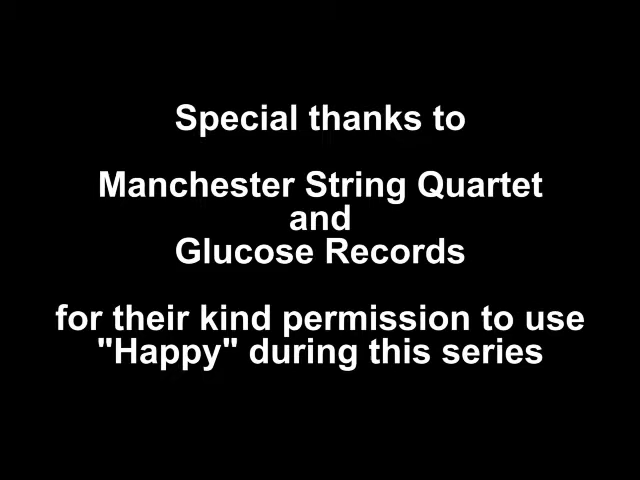 Special thanks to
Manchester String Quartet
and
Glucose Records
for their kind permission to use
"Happy" during this series